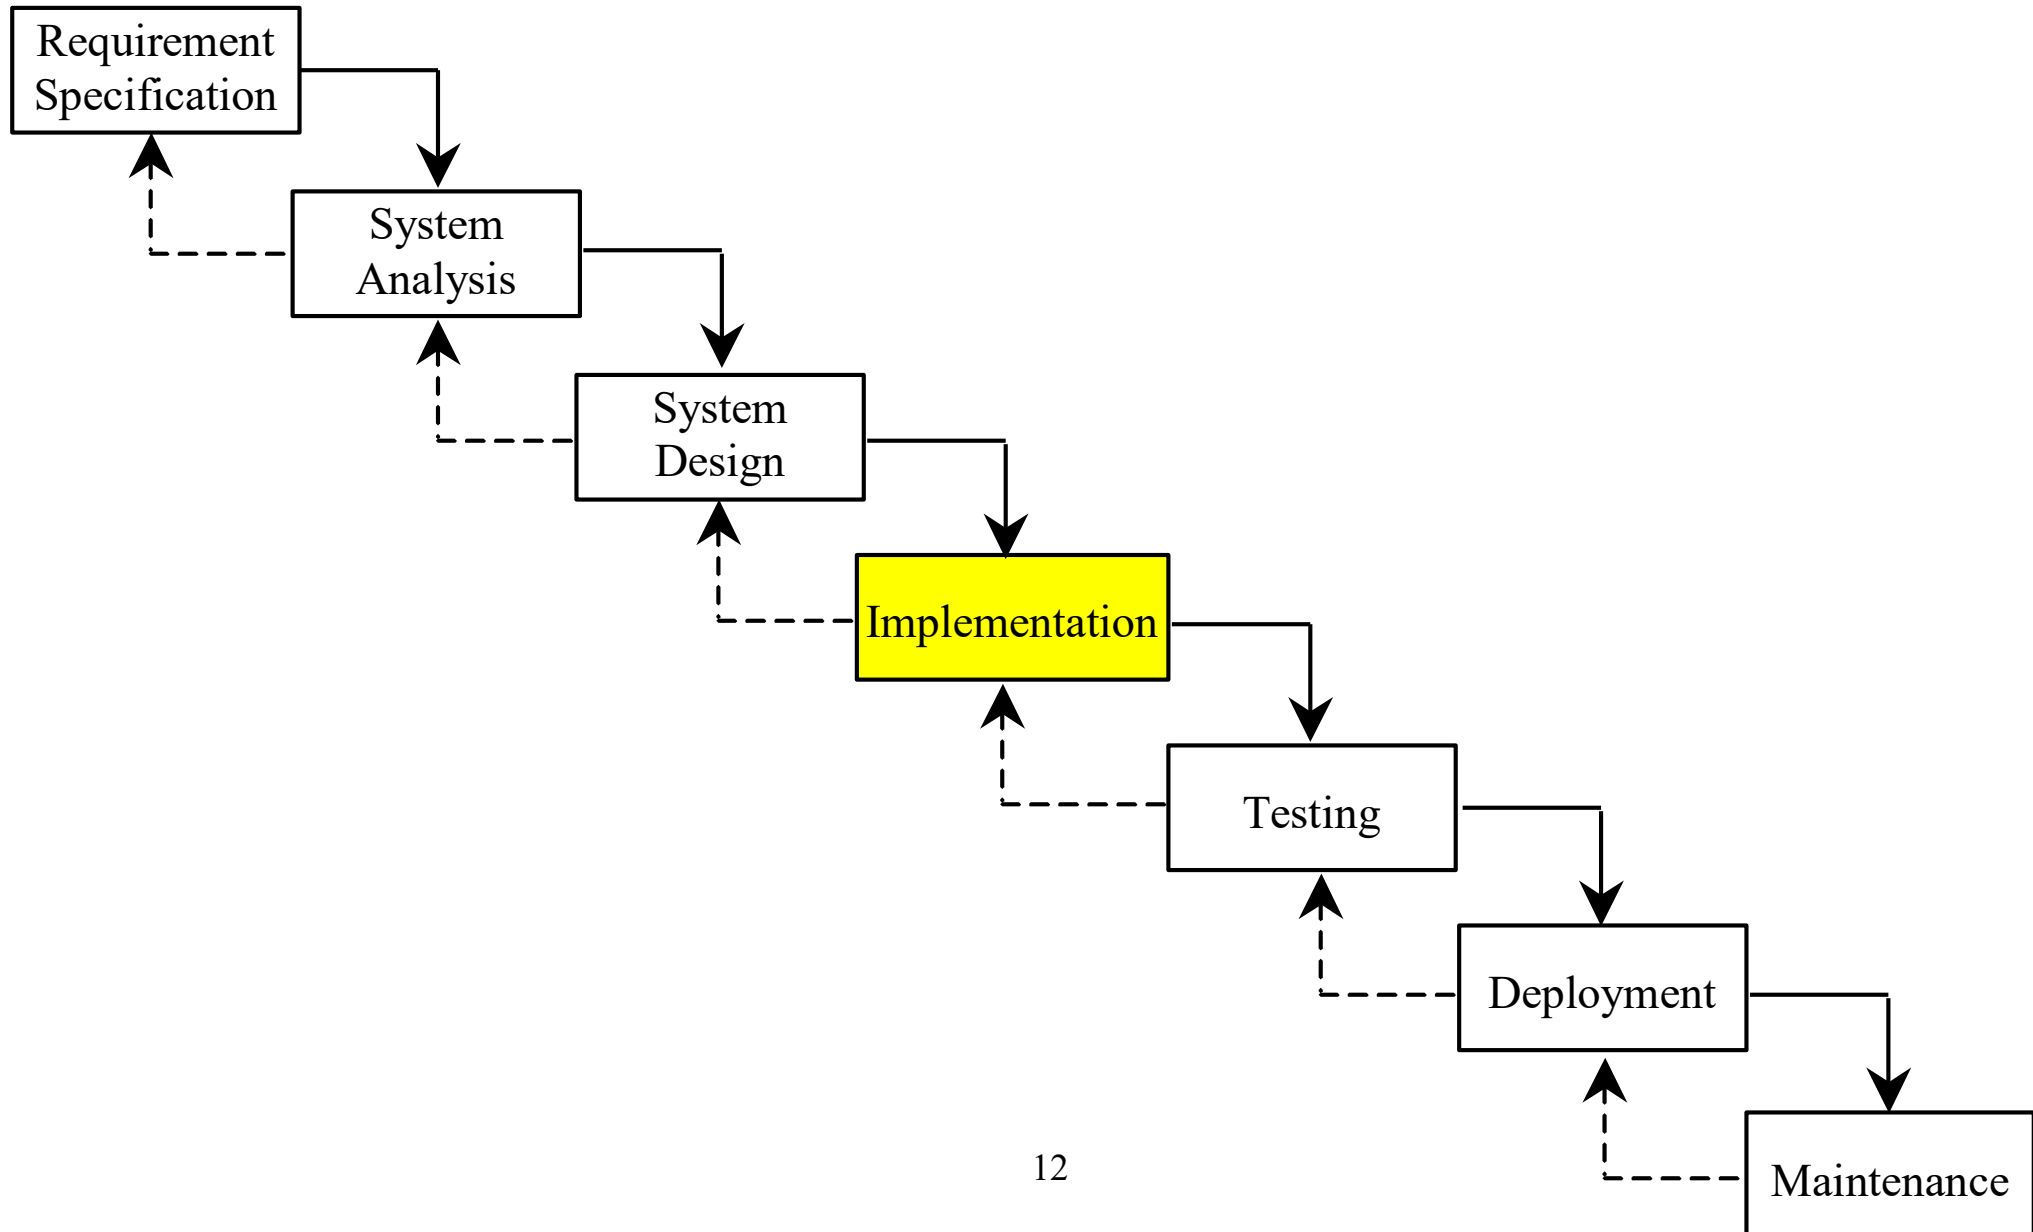 Requirement
Specification
System
Analysis
System
Design
Implementation
Testing
Deployment
12
Maintenance